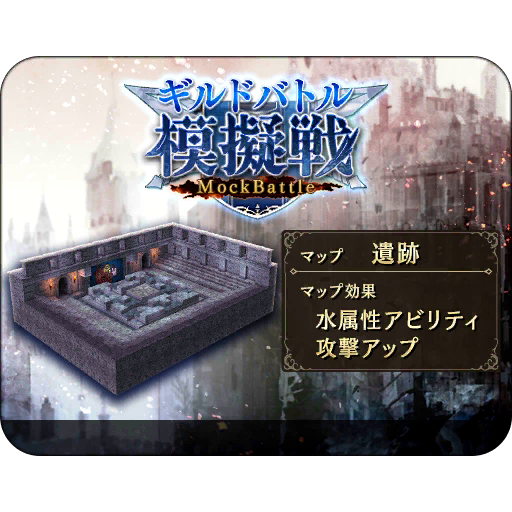 ギルドバトル
模擬戦
MockBattle
マップ 遺跡
マップ効果
水属性アビリティ
攻撃アップ